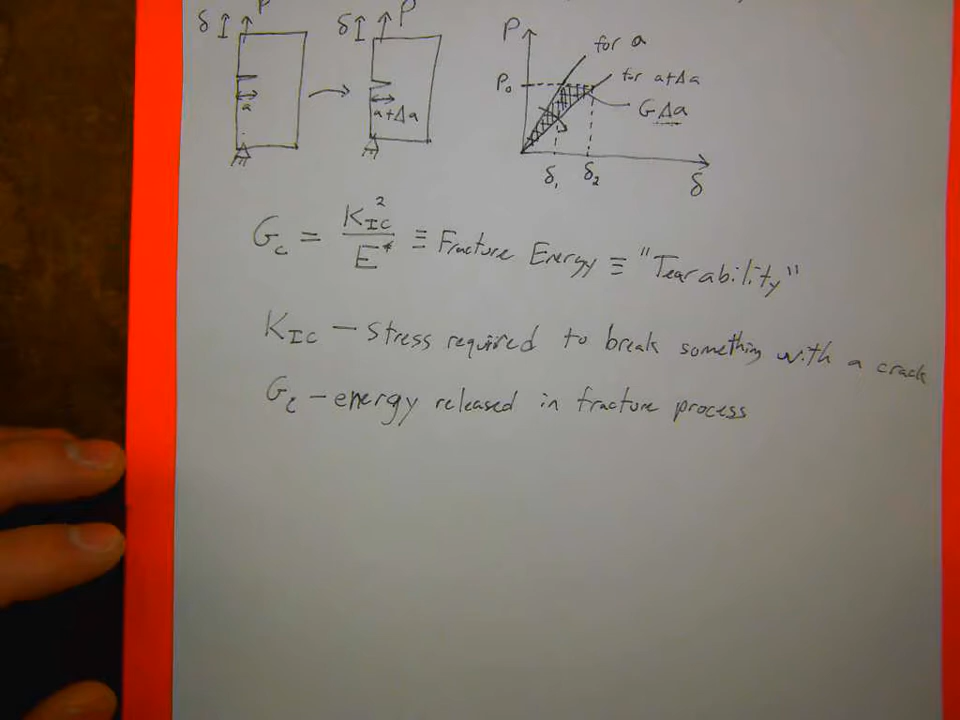 δ P δ P
a a+Δa
P for a
P₀ for a+Δa
GΔa
δ₁ δ₂ δ
G_c = K_IC² / E* ≡ Fracture Energy ≡ "Tearability"
K_IC – stress required to break something with a crack
G_c – energy released in fracture process